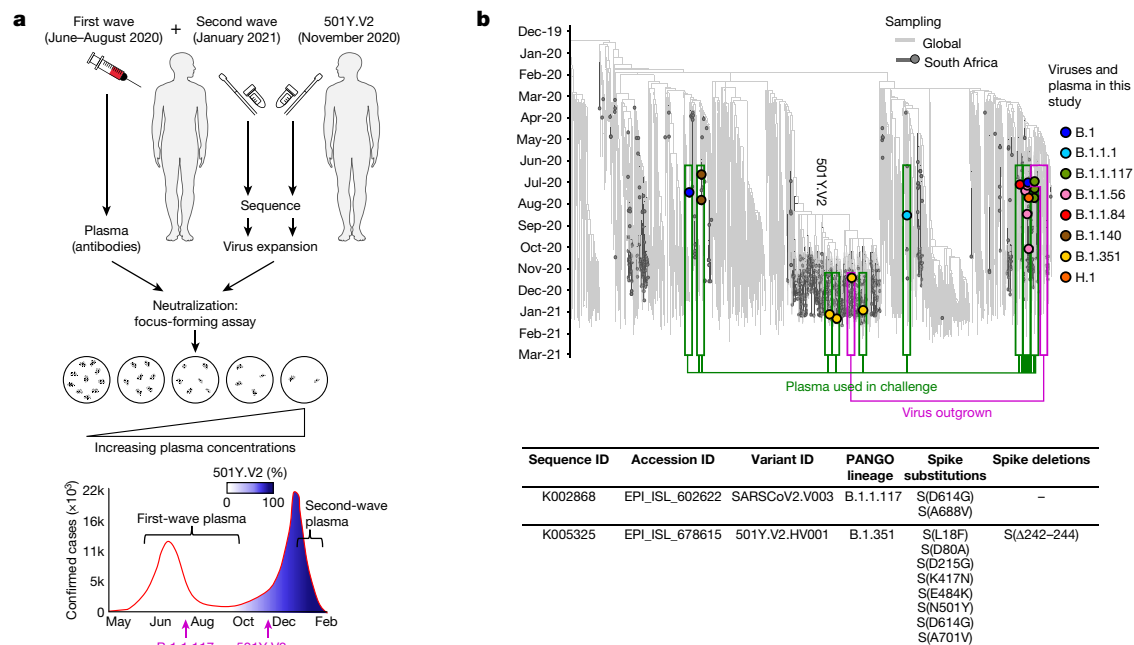 a
First wave
(June–August 2020)
+
Second wave
(January 2021)
501Y.V2
(November 2020)
Sequence
Plasma
(antibodies)
Virus expansion
Neutralization:
focus-forming assay
Increasing plasma concentrations
501Y.V2 (%)
0 100
First-wave plasma
Second-wave
plasma
Confirmed cases (×10³)
22k
16k
11k
5k
0
May Jun Aug Oct Dec Feb
B.1.1.117 501Y.V2
b
Dec-19
Jan-20
Feb-20
Mar-20
Apr-20
May-20
Jun-20
Jul-20
Aug-20
Sep-20
Oct-20
Nov-20
Dec-20
Jan-21
Feb-21
Mar-21
Sampling
Global
South Africa
501Y.V2
Viruses and
plasma in this
study
B.1
B.1.1.1
B.1.1.117
B.1.1.56
B.1.1.84
B.1.140
B.1.351
H.1
Plasma used in challenge
Virus outgrown
Sequence ID Accession ID Variant ID PANGO lineage Spike substitutions Spike deletions
K002868 EPI_ISL_602622 SARSCoV2.V003 B.1.1.117 S(D614G) –
S(A688V)
K005325 EPI_ISL_678615 501Y.V2.HV001 B.1.351 S(L18F) S(Δ242–244)
S(D80A)
S(D215G)
S(K417N)
S(E484K)
S(N501Y)
S(D614G)
S(A701V)